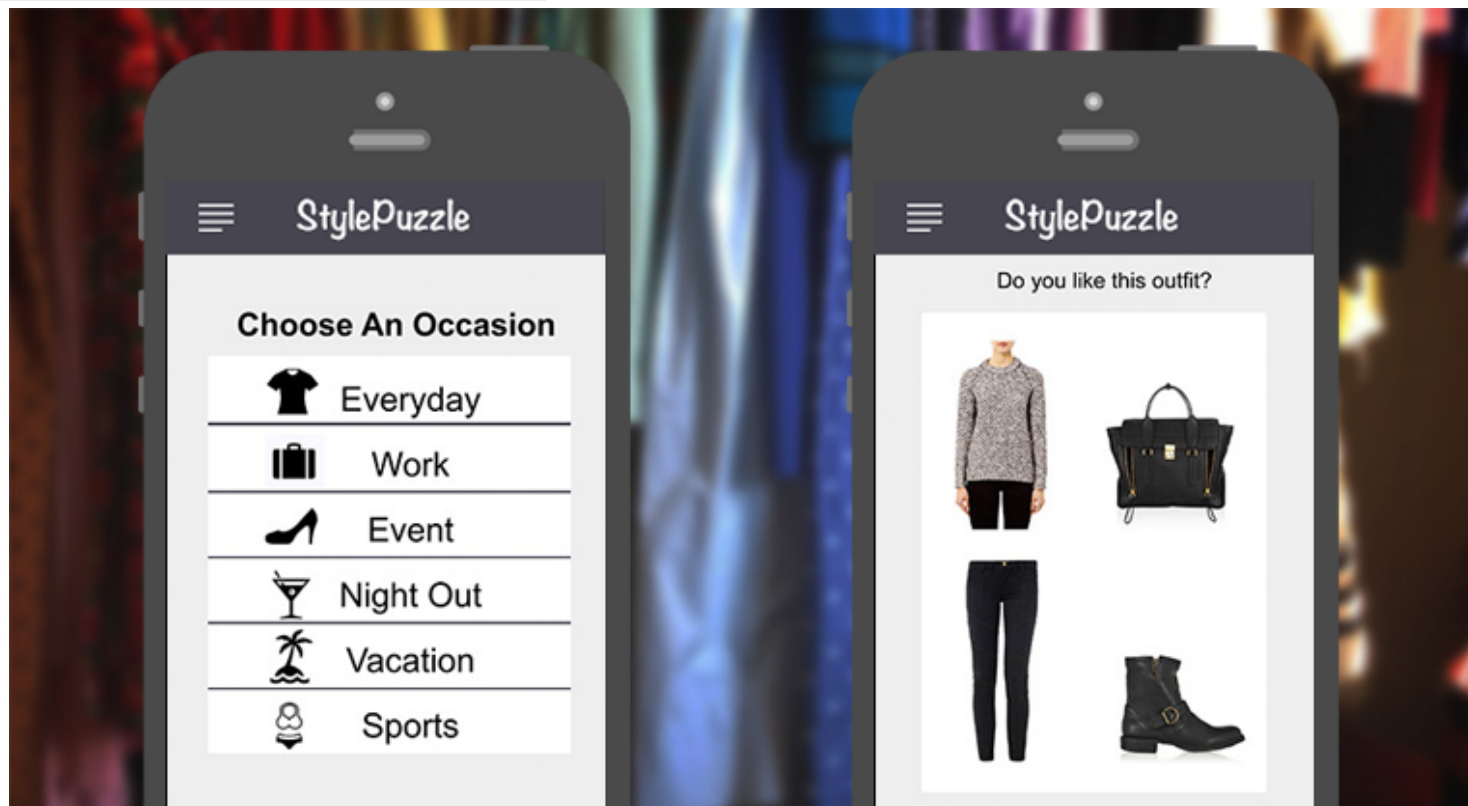 StylePuzzle
Choose An Occasion
Everyday
Work
Event
Night Out
Vacation
Sports
StylePuzzle
Do you like this outfit?